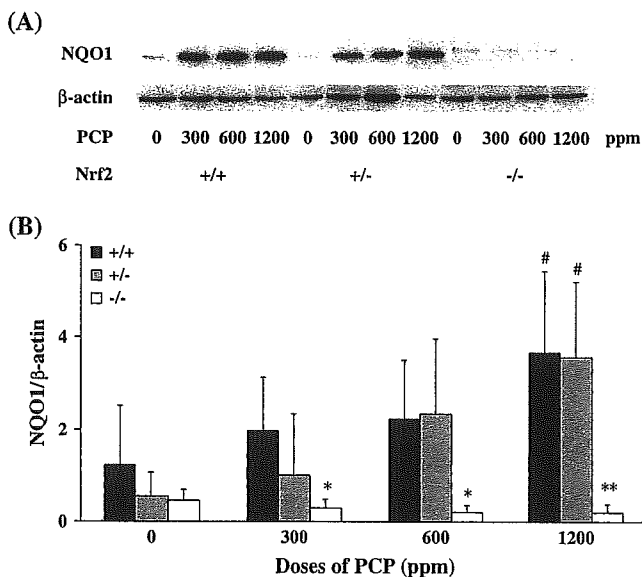 (A)
NQO1
β-actin
PCP 0 300 600 1200 0 300 600 1200 0 300 600 1200 ppm
Nrf2 +/+ +/- -/-
(B)
6
+/+
+/-
-/-
# #
4
NQO1/β-actin
2
* * **
0
0 300 600 1200
Doses of PCP (ppm)